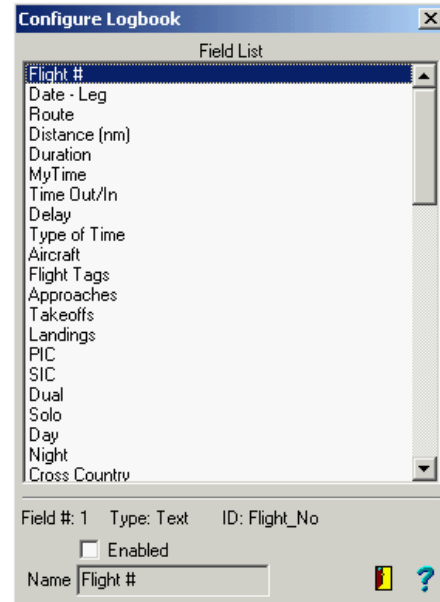 Configure Logbook
Field List
Flight #
Date - Leg
Route
Distance (nm)
Duration
MyTime
Time Out/In
Delay
Type of Time
Aircraft
Flight Tags
Approaches
Takeoffs
Landings
PIC
SIC
Dual
Solo
Day
Night
Cross Country
Field #: 1 Type: Text ID: Flight_No
Enabled
Name Flight #